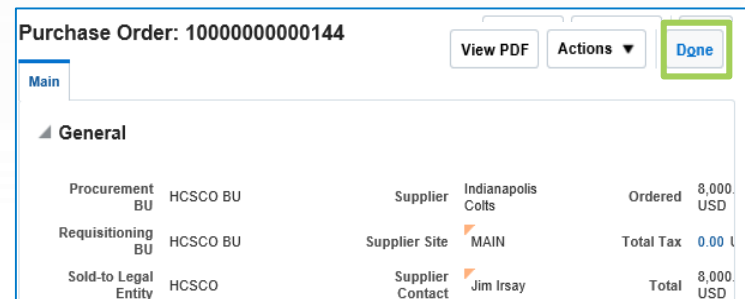 Purchase Order: 10000000000144
View PDF Actions Done
Main
General
Procurement BU HCSCO BU Supplier Indianapolis Colts Ordered 8,000. USD
Requisitioning BU HCSCO BU Supplier Site MAIN Total Tax 0.00
Sold-to Legal Entity HCSCO Supplier Contact Jim Irsay Total 8,000. USD